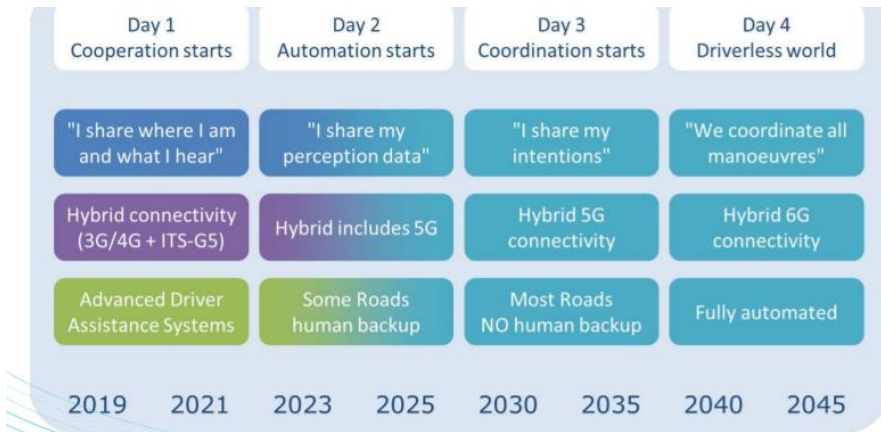 Day 1
Cooperation starts
Day 2
Automation starts
Day 3
Coordination starts
Day 4
Driverless world
"I share where I am
and what I hear"
"I share my
perception data"
"I share my
intentions"
"We coordinate all
manoeuvres"
Hybrid connectivity
(3G/4G + ITS-G5)
Hybrid includes 5G
Hybrid 5G
connectivity
Hybrid 6G
connectivity
Advanced Driver
Assistance Systems
Some Roads
human backup
Most Roads
NO human backup
Fully automated
2019 2021 2023 2025 2030 2035 2040 2045